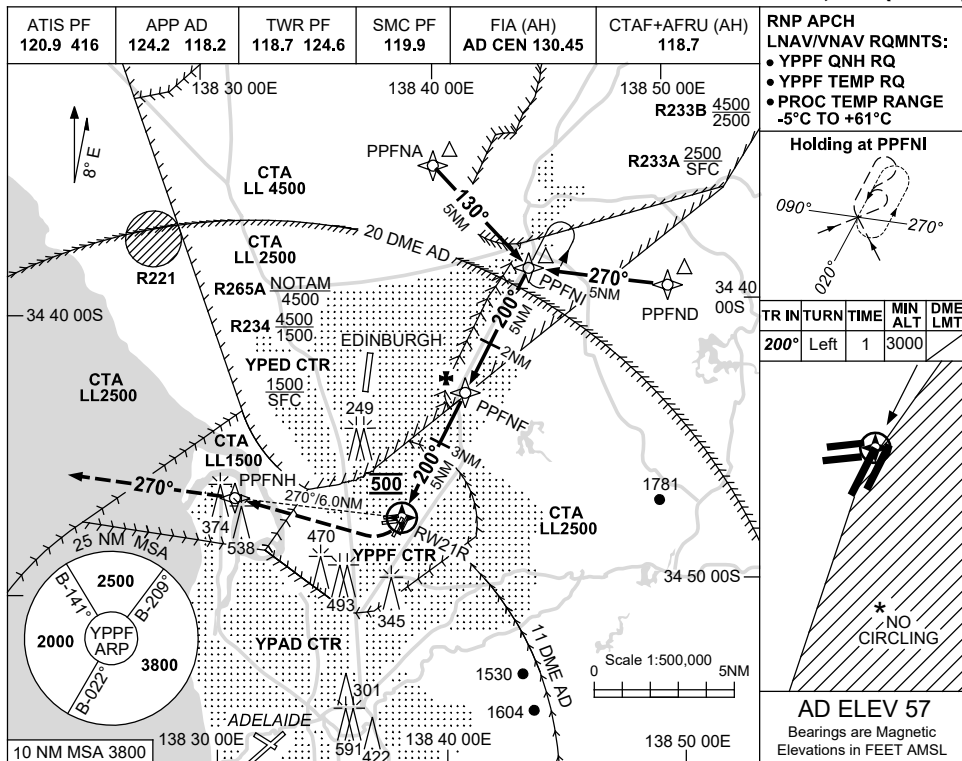 ATIS PF
120.9 416
APP AD
124.2 118.2
TWR PF
118.7 124.6
SMC PF
119.9
FIA (AH)
AD CEN 130.45
CTAF+AFRU (AH)
118.7
RNP APCH
LNAV/VNAV RQMNTS:
• YPPF QNH RQ
• YPPF TEMP RQ
• PROC TEMP RANGE
-5°C TO +61°C
Holding at PPFNI
090°
270°
020°
TR IN TURN TIME MIN ALT DME LMT
200° Left 1 3000
*NO
CIRCLING
AD ELEV 57
Bearings are Magnetic
Elevations in FEET AMSL
138 30 00E
138 40 00E
138 50 00E
8° E
R233B 4500
2500
PPFNA
R233A 2500
SFC
CTA
LL 4500
130°
5NM
20 DME AD
CTA
LL 2500
R221
R265A NOTAM
4500
PPFNI
270°
5NM
PPFND
34 40
00S
34 40 00S
R234 4500
1500
200°
5NM
EDINBURGH
2NM
YPED CTR
1500
SFC
CTA
LL2500
PPFNF
249
CTA
LL1500
200°
3NM
5NM
PPFNH
500
270°
270°/6.0NM
1781
CTA
LL2500
RW21R
374
538
470
YPPF CTR
25 NM MSA
34 50 00S
493
345
2500
B-141°
B-209°
2000
YPPF
ARP
3800
B-022°
YPAD CTR
11 DME AD
Scale 1:500,000
0
5NM
1530
1604
301
ADELAIDE
591
422
10 NM MSA 3800
138 30 00E
138 40 00E
138 50 00E